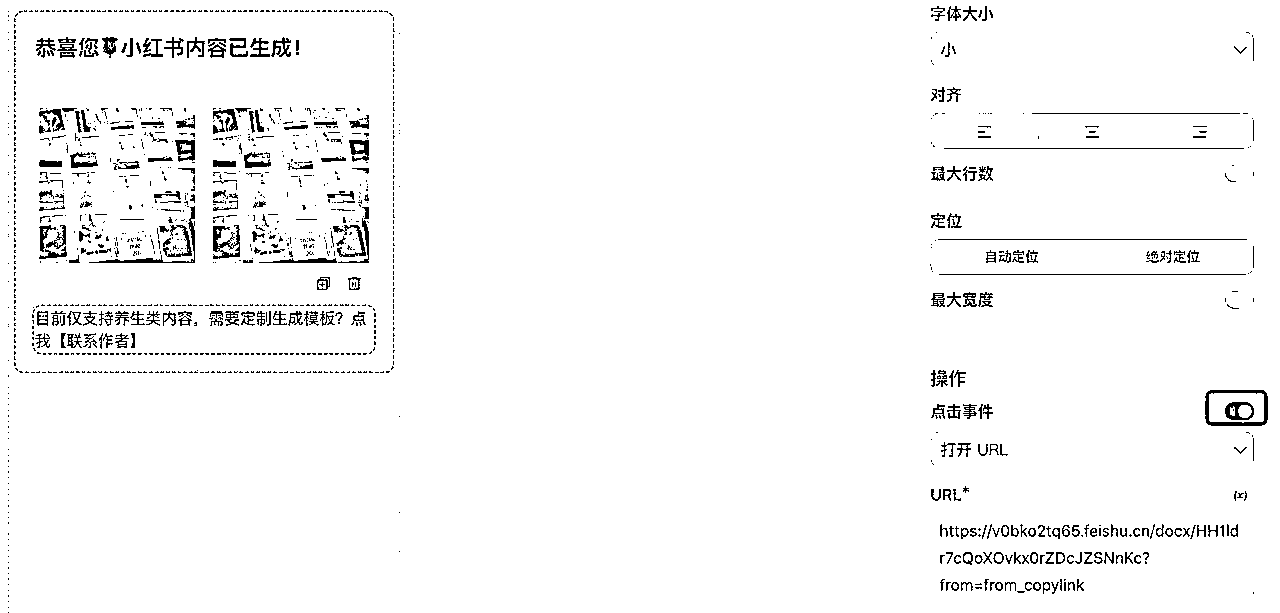 恭喜您🌷小红书内容已生成!
目前仅支持养生类内容，需要定制生成模板？点
我【联系作者】
字体大小
小
对齐
最大行数
定位
自动定位
绝对定位
最大宽度
操作
点击事件
打开 URL
URL*
(x)
https://v0bko2tq65.feishu.cn/docx/HH1ld
r7cQoXOvkx0rZDcJZSNnKc?
from=from_copylink